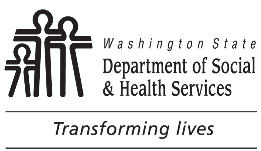 Washington State
Department of Social
& Health Services
Transforming lives